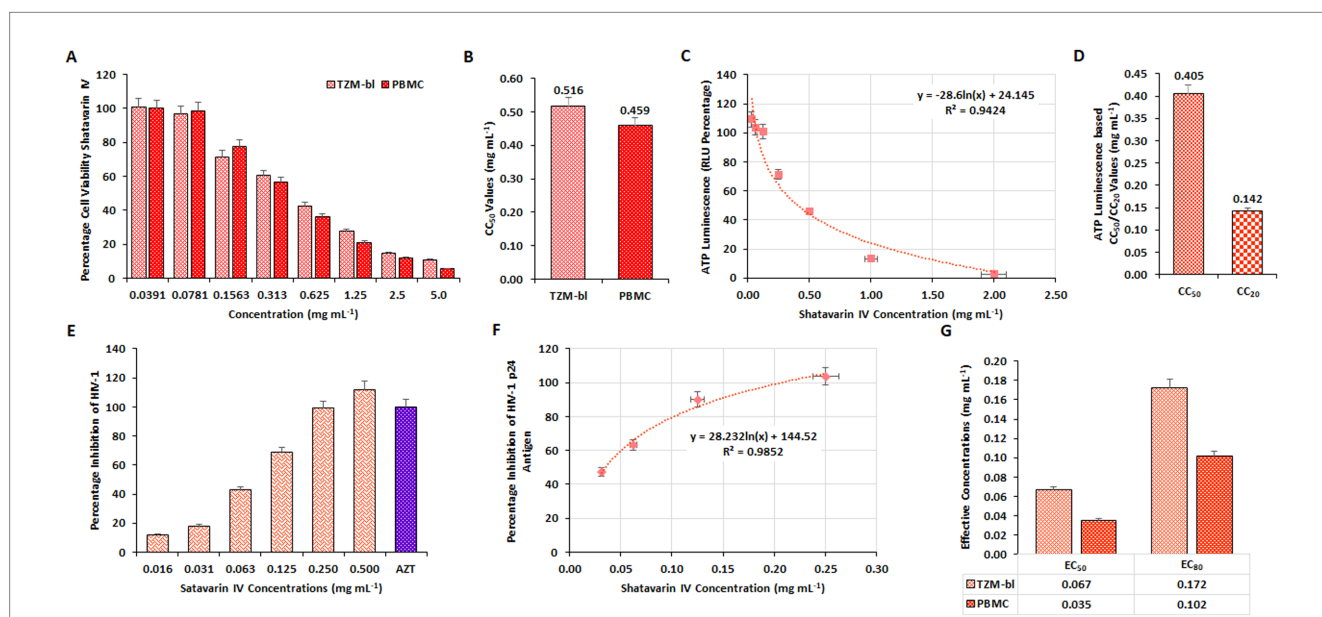 A
Percentage Cell Viability Shatavarin IV
120
100
80
60
40
20
0
TZM-bl PBMC
0.0391 0.0781 0.1563 0.313 0.625 1.25 2.5 5.0
Concentration (mg mL⁻¹)
B
CC₅₀ Values (mg mL⁻¹)
0.60
0.50
0.40
0.30
0.20
0.10
0.00
0.516
0.459
TZM-bl PBMC
C
ATP Luminescence (RLU Percentage)
140
120
100
80
60
40
20
0
y = -28.6ln(x) + 24.145
R² = 0.9424
0.00 0.50 1.00 1.50 2.00 2.50
Shatavarin IV Concentration (mg mL⁻¹)
D
ATP Luminescence based
CC₅₀/CC₂₀ Values (mg mL⁻¹)
0.45
0.40
0.35
0.30
0.25
0.20
0.15
0.10
0.05
0.00
0.405
0.142
CC₅₀ CC₂₀
E
Percentage Inhibition of HIV-1
140
120
100
80
60
40
20
0
0.016 0.031 0.063 0.125 0.250 0.500 AZT
Satavarin IV Concentrations (mg mL⁻¹)
F
Percentage Inhibition of HIV-1 p24
Antigen
120
100
80
60
40
20
0
y = 28.232ln(x) + 144.52
R² = 0.9852
0.00 0.05 0.10 0.15 0.20 0.25 0.30
Shatavarin IV Concentration (mg mL⁻¹)
G
Effective Concentrations (mg mL⁻¹)
0.20
0.18
0.16
0.14
0.12
0.10
0.08
0.06
0.04
0.02
0.00
EC₅₀ EC₈₀
TZM-bl 0.067 0.172
PBMC 0.035 0.102